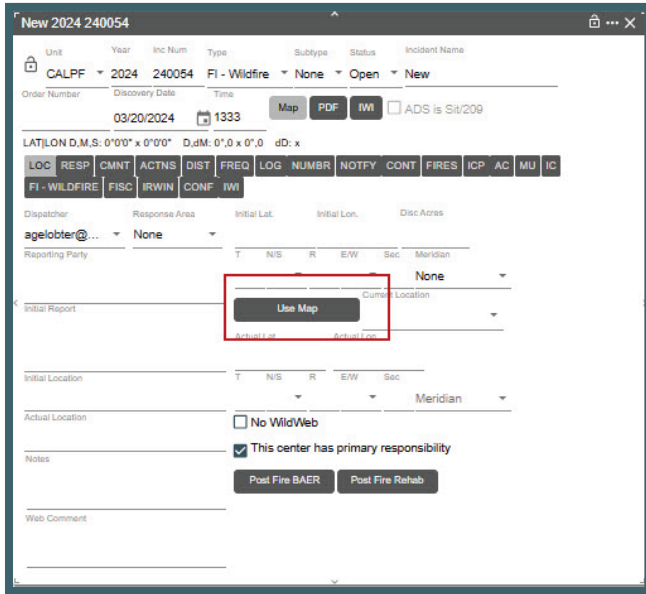 New 2024 240054
Unit Year Inc Num Type Subtype Status Incident Name
CALPF 2024 240054 FI - Wildfire None Open New
Order Number Discovery Date Time
03/20/2024 1333 Map PDF IWI ADS is Sit/209
LAT|LON D,M,S: 0°0'0" x 0°0'0" D,dM: 0°,0 x 0°,0 dD: x
LOC RESP CMNT ACTNS DIST FREQ LOG NUMBR NOTFY CONT FIRES ICP AC MU IC
FI - WILDFIRE FISC IRWIN CONF IWI
Dispatcher Response Area Initial Lat. Initial Lon. Disc Acres
agelobter@... None
Reporting Party T N/S R E/W Sec Meridian
None
Current Location
Initial Report Use Map
Actual Lat. Actual Lon.
Initial Location T N/S R E/W Sec
Meridian
Actual Location
No WildWeb
This center has primary responsibility
Notes
Post Fire BAER Post Fire Rehab
Web Comment